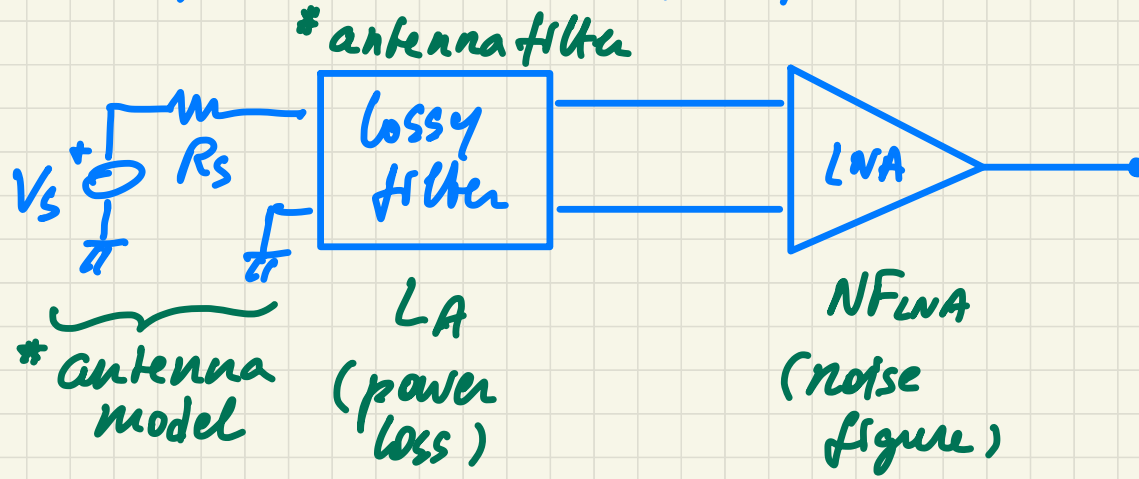 * antenna filter
Lossy
filter
LNA
+
Vs
Rs
LA
(power
loss)
NFLNA
(noise
figure)
* antenna
model